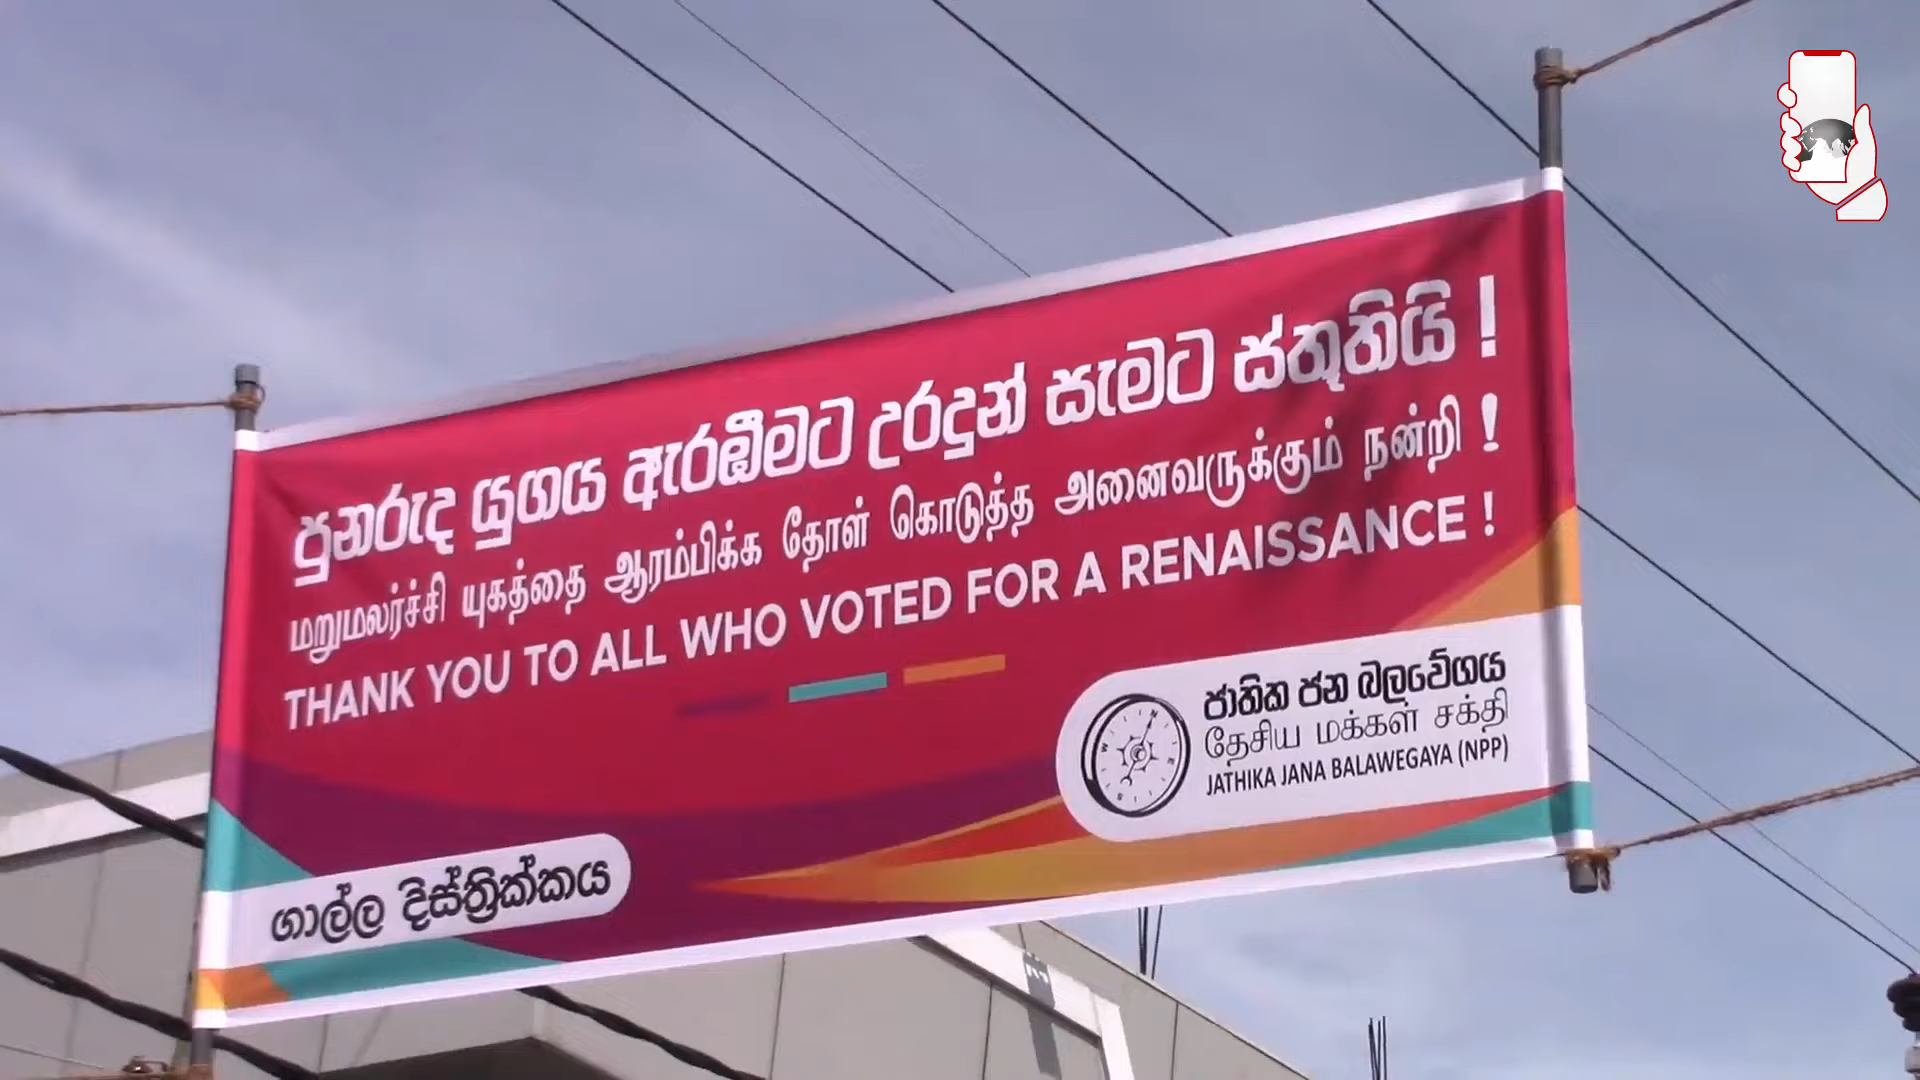 පුනරුද යුගය ඇරඹීමට උරදුන් සැමට ස්තූතියි !
மறுமலர்ச்சி யுகத்தை ஆரம்பிக்க தோள் கொடுத்த அனைவருக்கும் நன்றி !
THANK YOU TO ALL WHO VOTED FOR A RENAISSANCE !
ජාතික ජන බලවේගය
தேசிய மக்கள் சக்தி
JATHIKA JANA BALAWEGAYA (NPP)
ගාල්ල දිස්ත්‍රික්කය